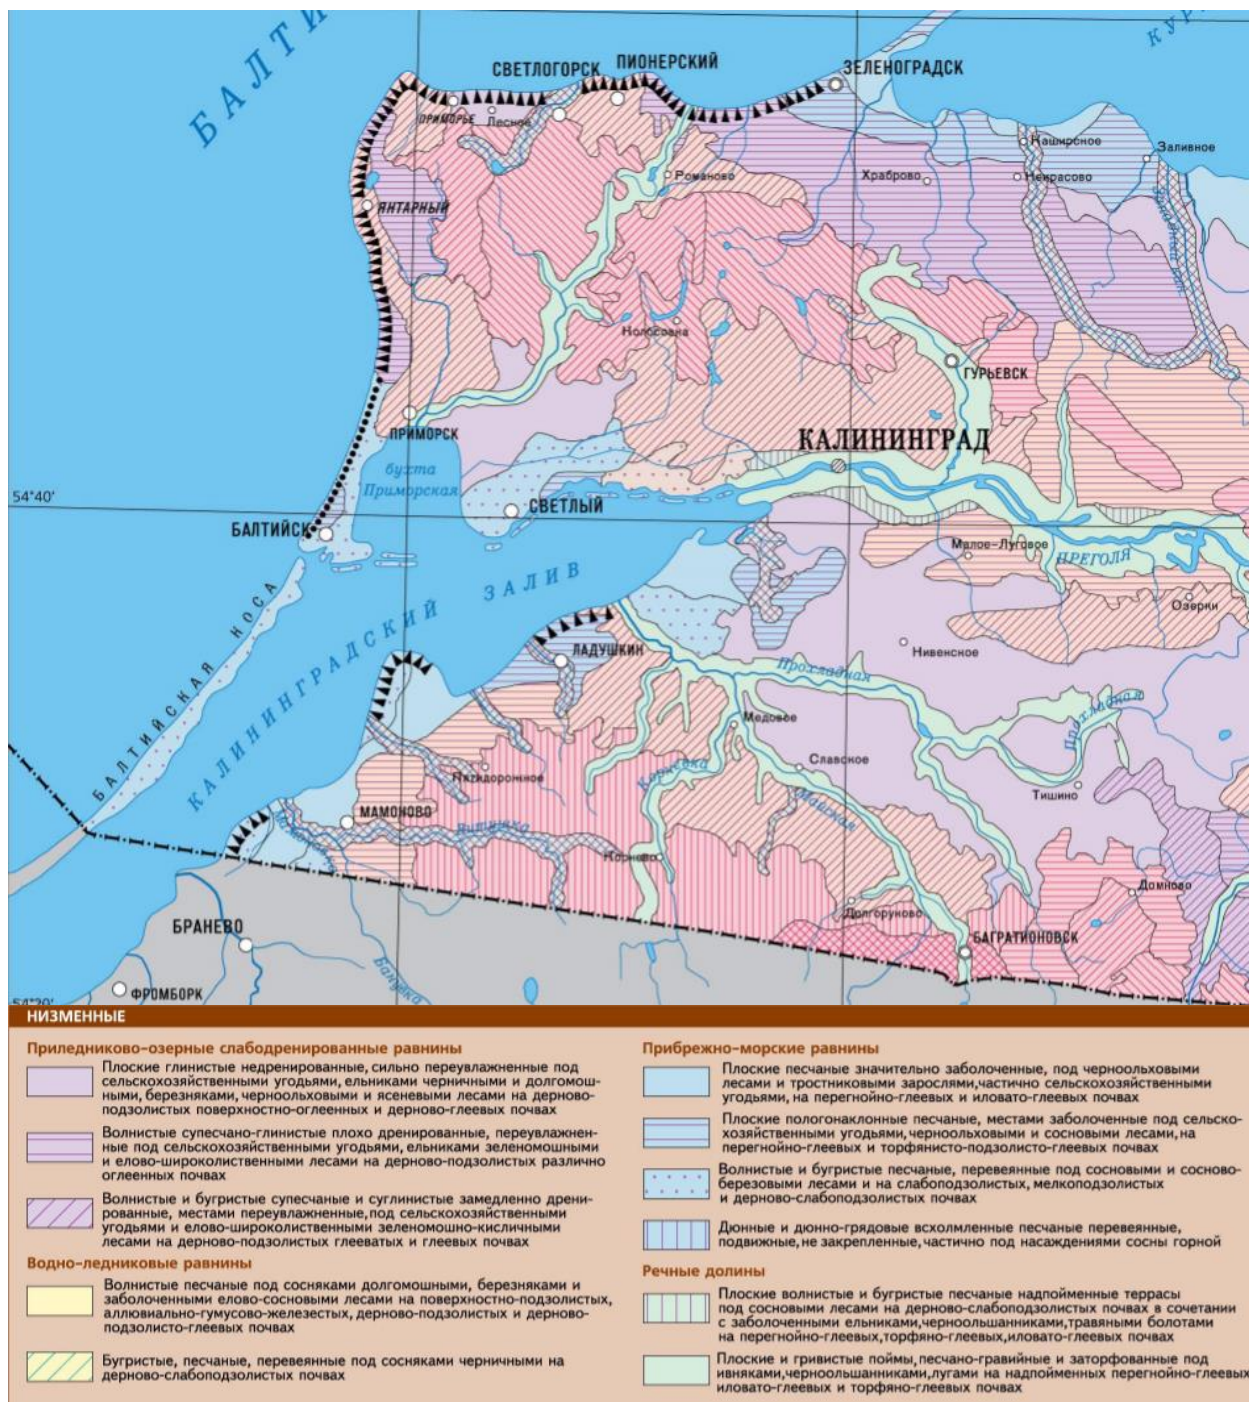 БАЛТИ
КУР
СВЕТЛОГОРСК
ПИОНЕРСКИЙ
ЗЕЛЕНОГРАДСК
ПРИМОРЬЕ
Лесное
Каширское
Заливное
Романово
Храброво
Некрасово
ЯНТАРНЫЙ
ГУРЬЕВСК
ПРИМОРСК
КАЛИНИНГРАД
бухта
Приморская
54°40'
СВЕТЛЫЙ
БАЛТИЙСК
Малое-Луговое
ПРЕГОЛЯ
Озерки
БАЛТИЙСКАЯ КОСА
КАЛИНИНГРАДСКИЙ ЗАЛИВ
ЛАДУШКИН
Нивенское
Прохладная
Прохладная
Медовое
Славское
Пятидорожное
Корневка
Майская
Тишино
МАМОНОВО
Мамоновка
Витушка
Корнево
Домново
Долгоруково
БРАНЕВО
БАГРАТИОНОВСК
Банувка
ФРОМБОРК
54°20'
НИЗМЕННЫЕ
Приледниково-озерные слабодренированные равнины
Плоские глинистые недренированные, сильно переувлажненные под
сельскохозяйственными угодьями, ельниками черничными и долгомош-
ными, березняками, черноольховыми и ясеневыми лесами на дерново-
подзолистых поверхностно-оглеенных и дерново-глеевых почвах
Волнистые супесчано-глинистые плохо дренированные, переувлажнен-
ные под сельскохозяйственными угодьями, ельниками зеленомошными
и елово-широколиственными лесами на дерново-подзолистых различно
оглеенных почвах
Волнистые и бугристые супесчаные и суглинистые замедленно дрени-
рованные, местами переувлажненные, под сельскохозяйственными
угодьями и елово-широколиственными зеленомошно-кисличными
лесами на дерново-подзолистых глееватых и глеевых почвах
Водно-ледниковые равнины
Волнистые песчаные под сосняками долгомошными, березняками и
заболоченными елово-сосновыми лесами на поверхностно-подзолистых,
аллювиально-гумусово-железестых, дерново-подзолистых и дерново-
подзолисто-глеевых почвах
Бугристые, песчаные, перевеянные под сосняками черничными на
дерново-слабоподзолистых почвах
Прибрежно-морские равнины
Плоские песчаные значительно заболоченные, под черноольховыми
лесами и тростниковыми зарослями, частично сельскохозяйственными
угодьями, на перегнойно-глеевых и иловато-глеевых почвах
Плоские пологонаклонные песчаные, местами заболоченные под сельско-
хозяйственными угодьями, черноольховыми и сосновыми лесами, на
перегнойно-глеевых и торфянисто-подзолисто-глеевых почвах
Волнистые и бугристые песчаные, перевеянные под сосновыми и сосново-
березовыми лесами и на слабоподзолистых, мелкоподзолистых
и дерново-слабоподзолистых почвах
Дюнные и дюнно-грядовые всхолмленные песчаные перевеянные,
подвижные, не закрепленные, частично под насаждениями сосны горной
Речные долины
Плоские волнистые и бугристые песчаные надпойменные террасы
под сосновыми лесами на дерново-слабоподзолистых почвах в сочетании
с заболоченными ельниками, черноольшанниками, травяными болотами
на перегнойно-глеевых, торфяно-глеевых, иловато-глеевых почвах
Плоские и гривистые поймы, песчано-гравийные и заторфованные под
ивняками, черноольшанниками, лугами на надпойменных перегнойно-глеевых
иловато-глеевых и торфяно-глеевых почвах